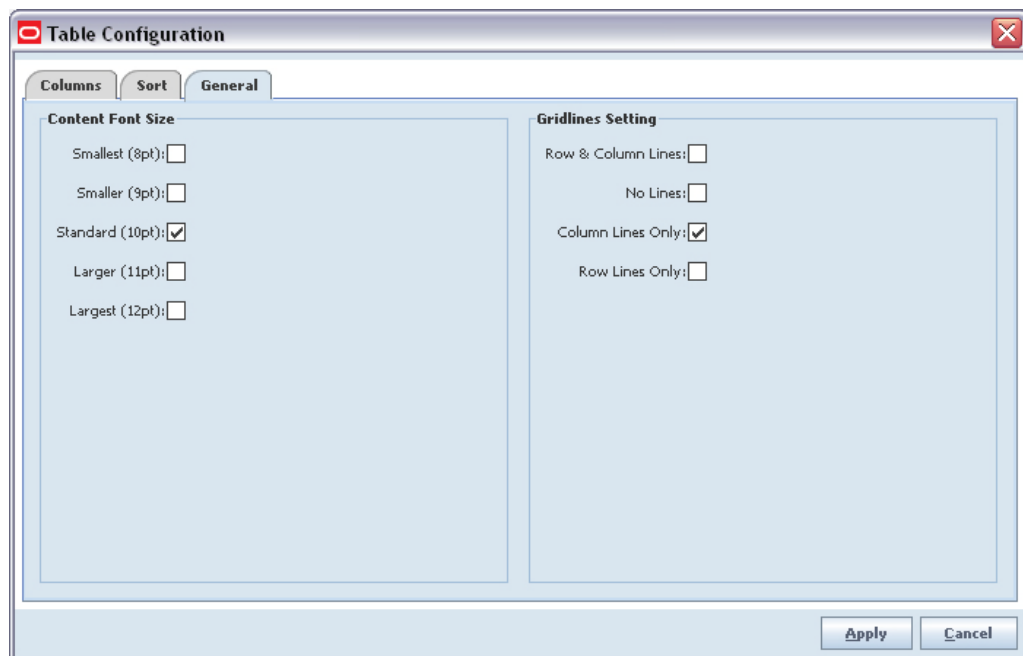 Table Configuration
Columns Sort General
Content Font Size
Smallest (8pt):
Smaller (9pt):
Standard (10pt):
Larger (11pt):
Largest (12pt):
Gridlines Setting
Row & Column Lines:
No Lines:
Column Lines Only:
Row Lines Only:
Apply Cancel